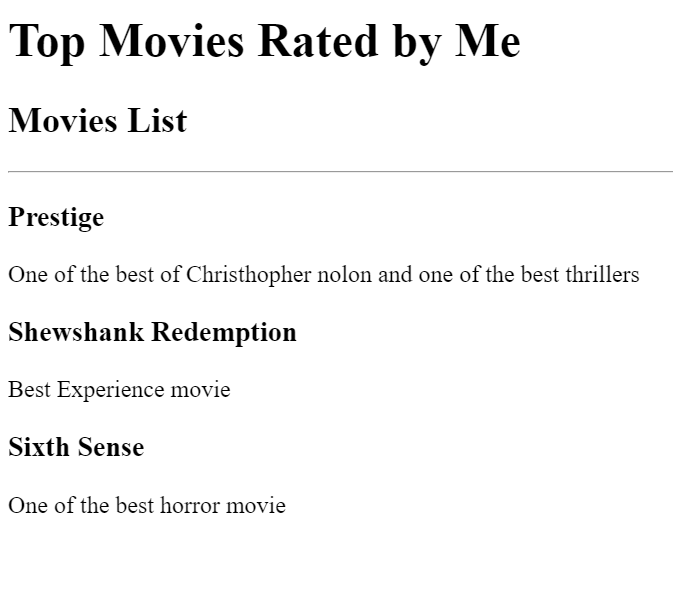 Top Movies Rated by Me
Movies List
Prestige
One of the best of Christhopher nolon and one of the best thrillers
Shewshank Redemption
Best Experience movie
Sixth Sense
One of the best horror movie